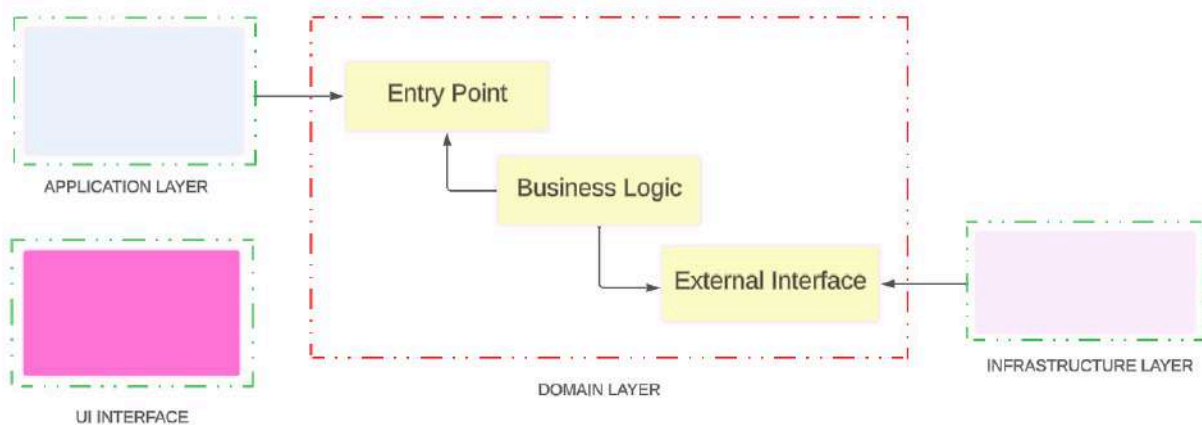 Entry Point
APPLICATION LAYER
Business Logic
External Interface
INFRASTRUCTURE LAYER
DOMAIN LAYER
UI INTERFACE